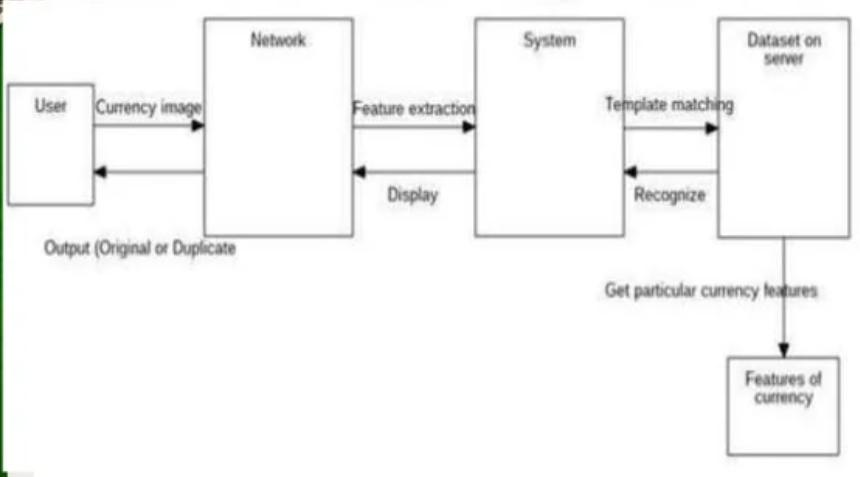 Network
System
Dataset on
server
User
Currency image
Feature extraction
Template matching
Display
Recognize
Output (Original or Duplicate
Get particular currency features
Features of
currency